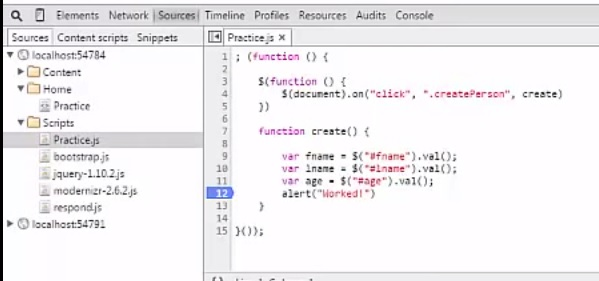 Elements Network Sources Timeline Profiles Resources Audits Console
Sources Content scripts Snippets
Practice.js ×
localhost:54784
Content
Home
Practice
Scripts
Practice.js
bootstrap.js
jquery-1.10.2.js
modernizr-2.6.2.js
respond.js
localhost:54791
1 ; (function () {
2
3 $(function () {
4 $(document).on("click", ".createPerson", create)
5 })
6
7 function create() {
8
9 var fname = $("#fname").val();
10 var lname = $("#lname").val();
11 var age = $("#age").val();
12 alert("Worked!")
13 }
14
15 }());